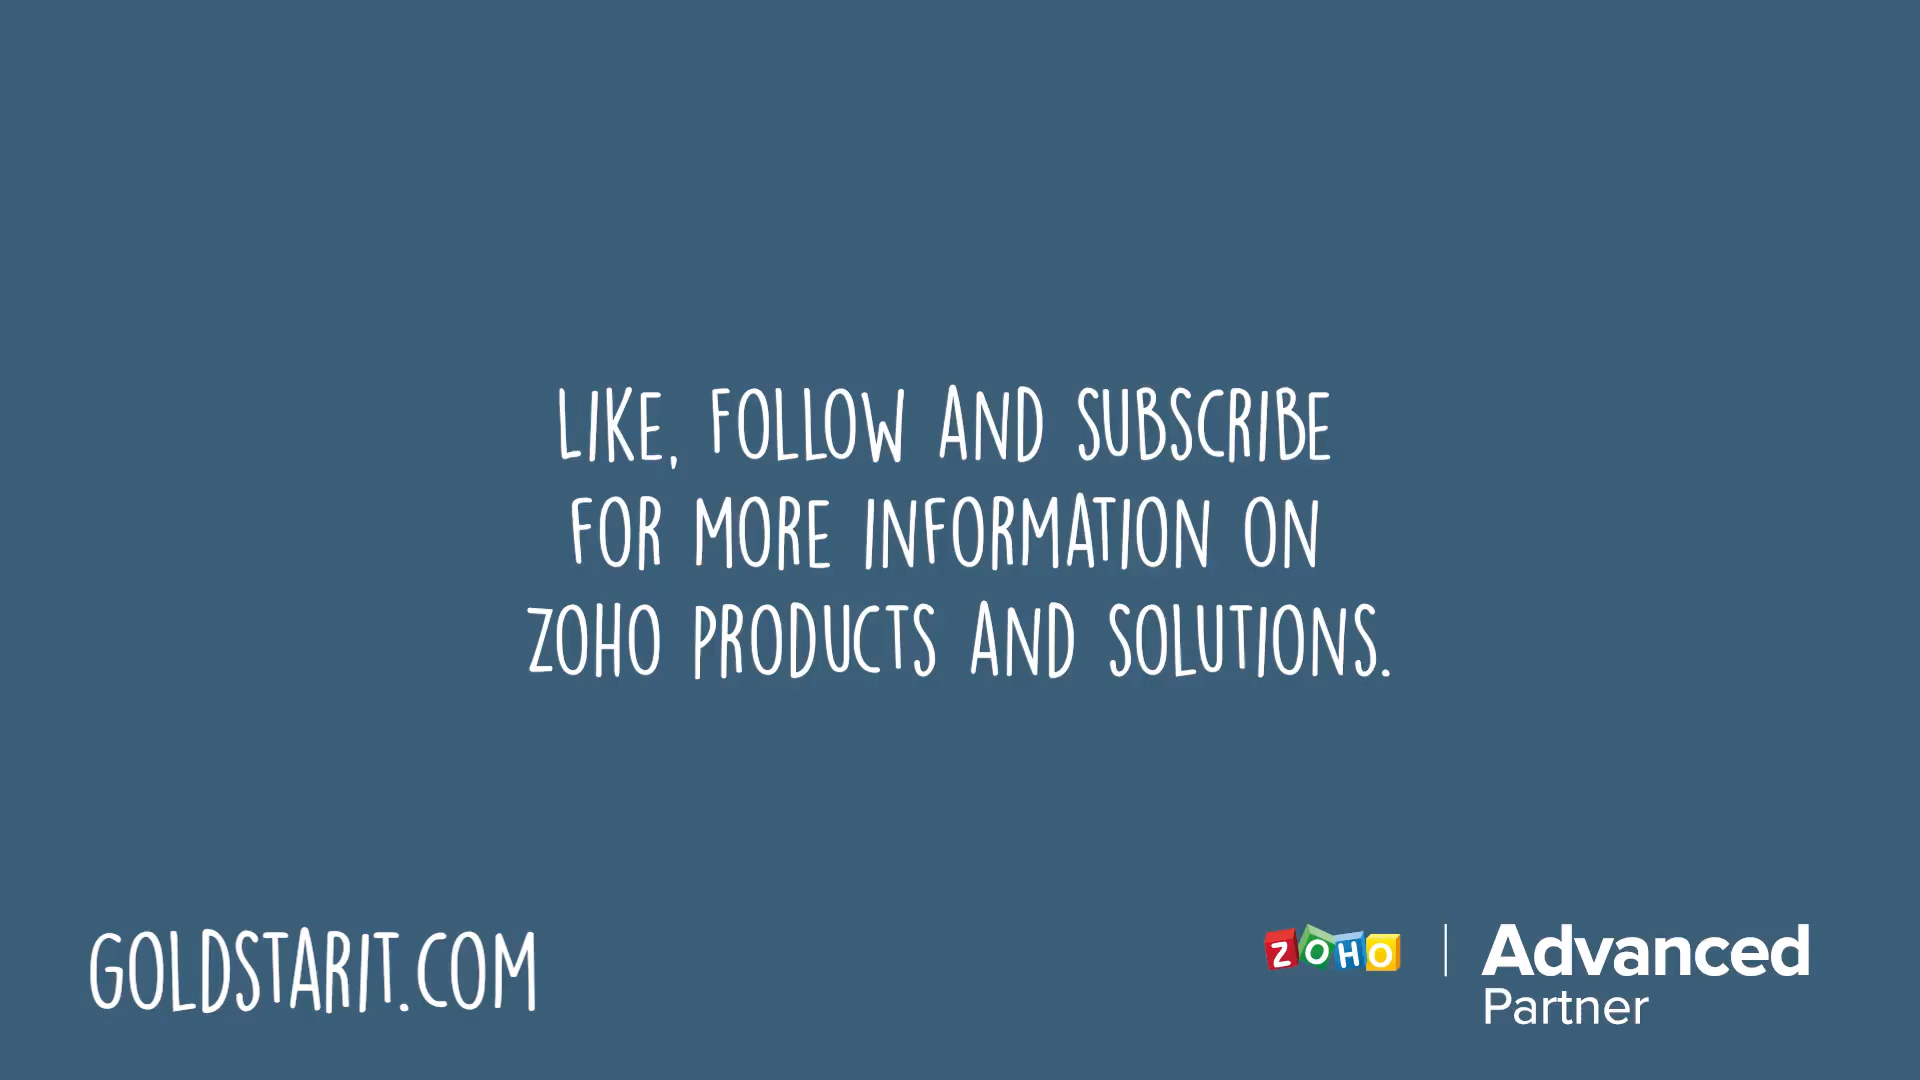 LIKE, FOLLOW AND SUBSCRIBE
FOR MORE INFORMATION ON
ZOHO PRODUCTS AND SOLUTIONS.
GOLDSTARIT.COM
ZOHO
Advanced
Partner